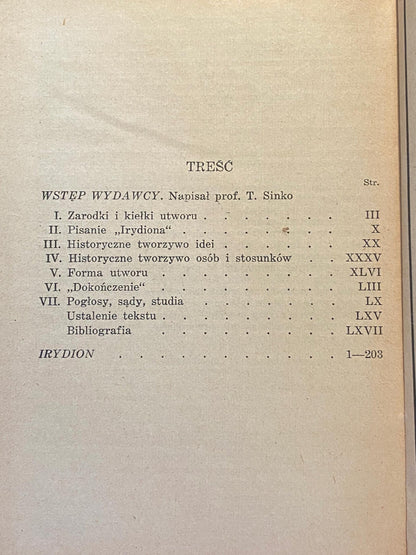 TREŚĆ
Str.
WSTĘP WYDAWCY. Napisał prof. T. Sinko
I. Zarodki i kiełki utworu . . . . . . . III
II. Pisanie „Irydiona“ . . . . . . . . X
III. Historyczne tworzywo idei . . . . . . . XX
IV. Historyczne tworzywo osób i stosunków . . . XXXV
V. Forma utworu . . . . . . . . . XLVI
VI. „Dokończenie“ . . . . . . . . . LIII
VII. Pogłosy, sądy, studia . . . . . . . . LX
Ustalenie tekstu . . . . . . . . . LXV
Bibliografia . . . . . . . . . . LXVII
IRYDION . . . . . . . . . . . 1—203